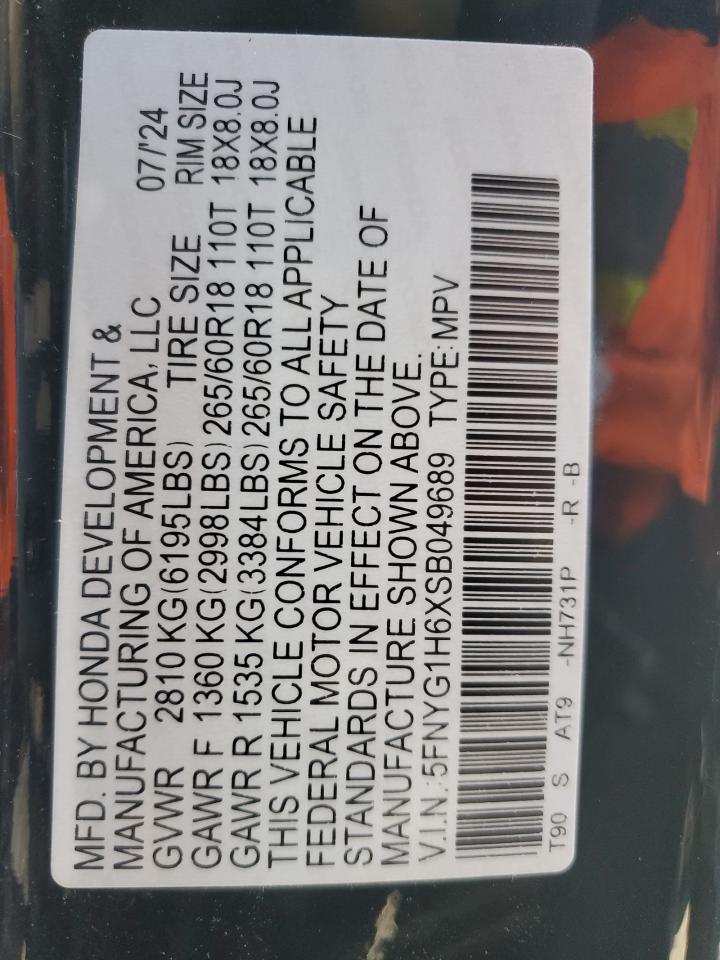 MFD. BY HONDA DEVELOPMENT &
MANUFACTURING OF AMERICA, LLC 07/'24
GVWR 2810 KG(6195LBS) TIRE SIZE RIM SIZE
GAWR F 1360 KG(2998LBS) 265/60R18 110T 18X8.0J
GAWR R 1535 KG(3384LBS) 265/60R18 110T 18X8.0J
THIS VEHICLE CONFORMS TO ALL APPLICABLE
FEDERAL MOTOR VEHICLE SAFETY
STANDARDS IN EFFECT ON THE DATE OF
MANUFACTURE SHOWN ABOVE.
V.I.N.:5FNYG1H6XSB049689 TYPE:MPV
T90 S AT9 -NH731P -R -B